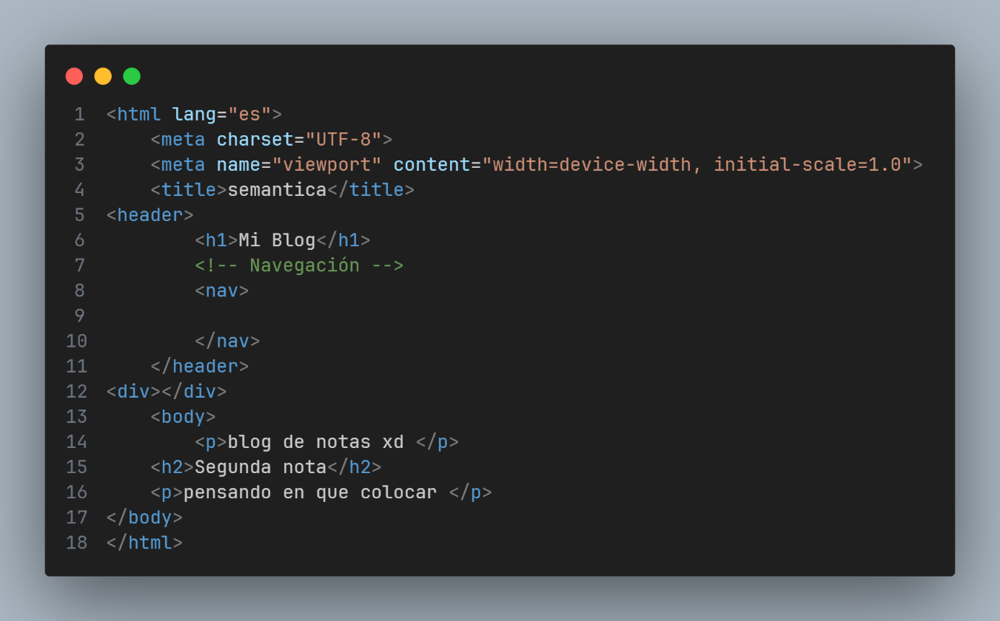 1 <html lang="es">
2     <meta charset="UTF-8">
3     <meta name="viewport" content="width=device-width, initial-scale=1.0">
4     <title>semantica</title>
5 <header>
6         <h1>Mi Blog</h1>
7         <!-- Navegación -->
8         <nav>
9
10         </nav>
11     </header>
12 <div></div>
13     <body>
14         <p>blog de notas xd </p>
15     <h2>Segunda nota</h2>
16     <p>pensando en que colocar </p>
17 </body>
18 </html>